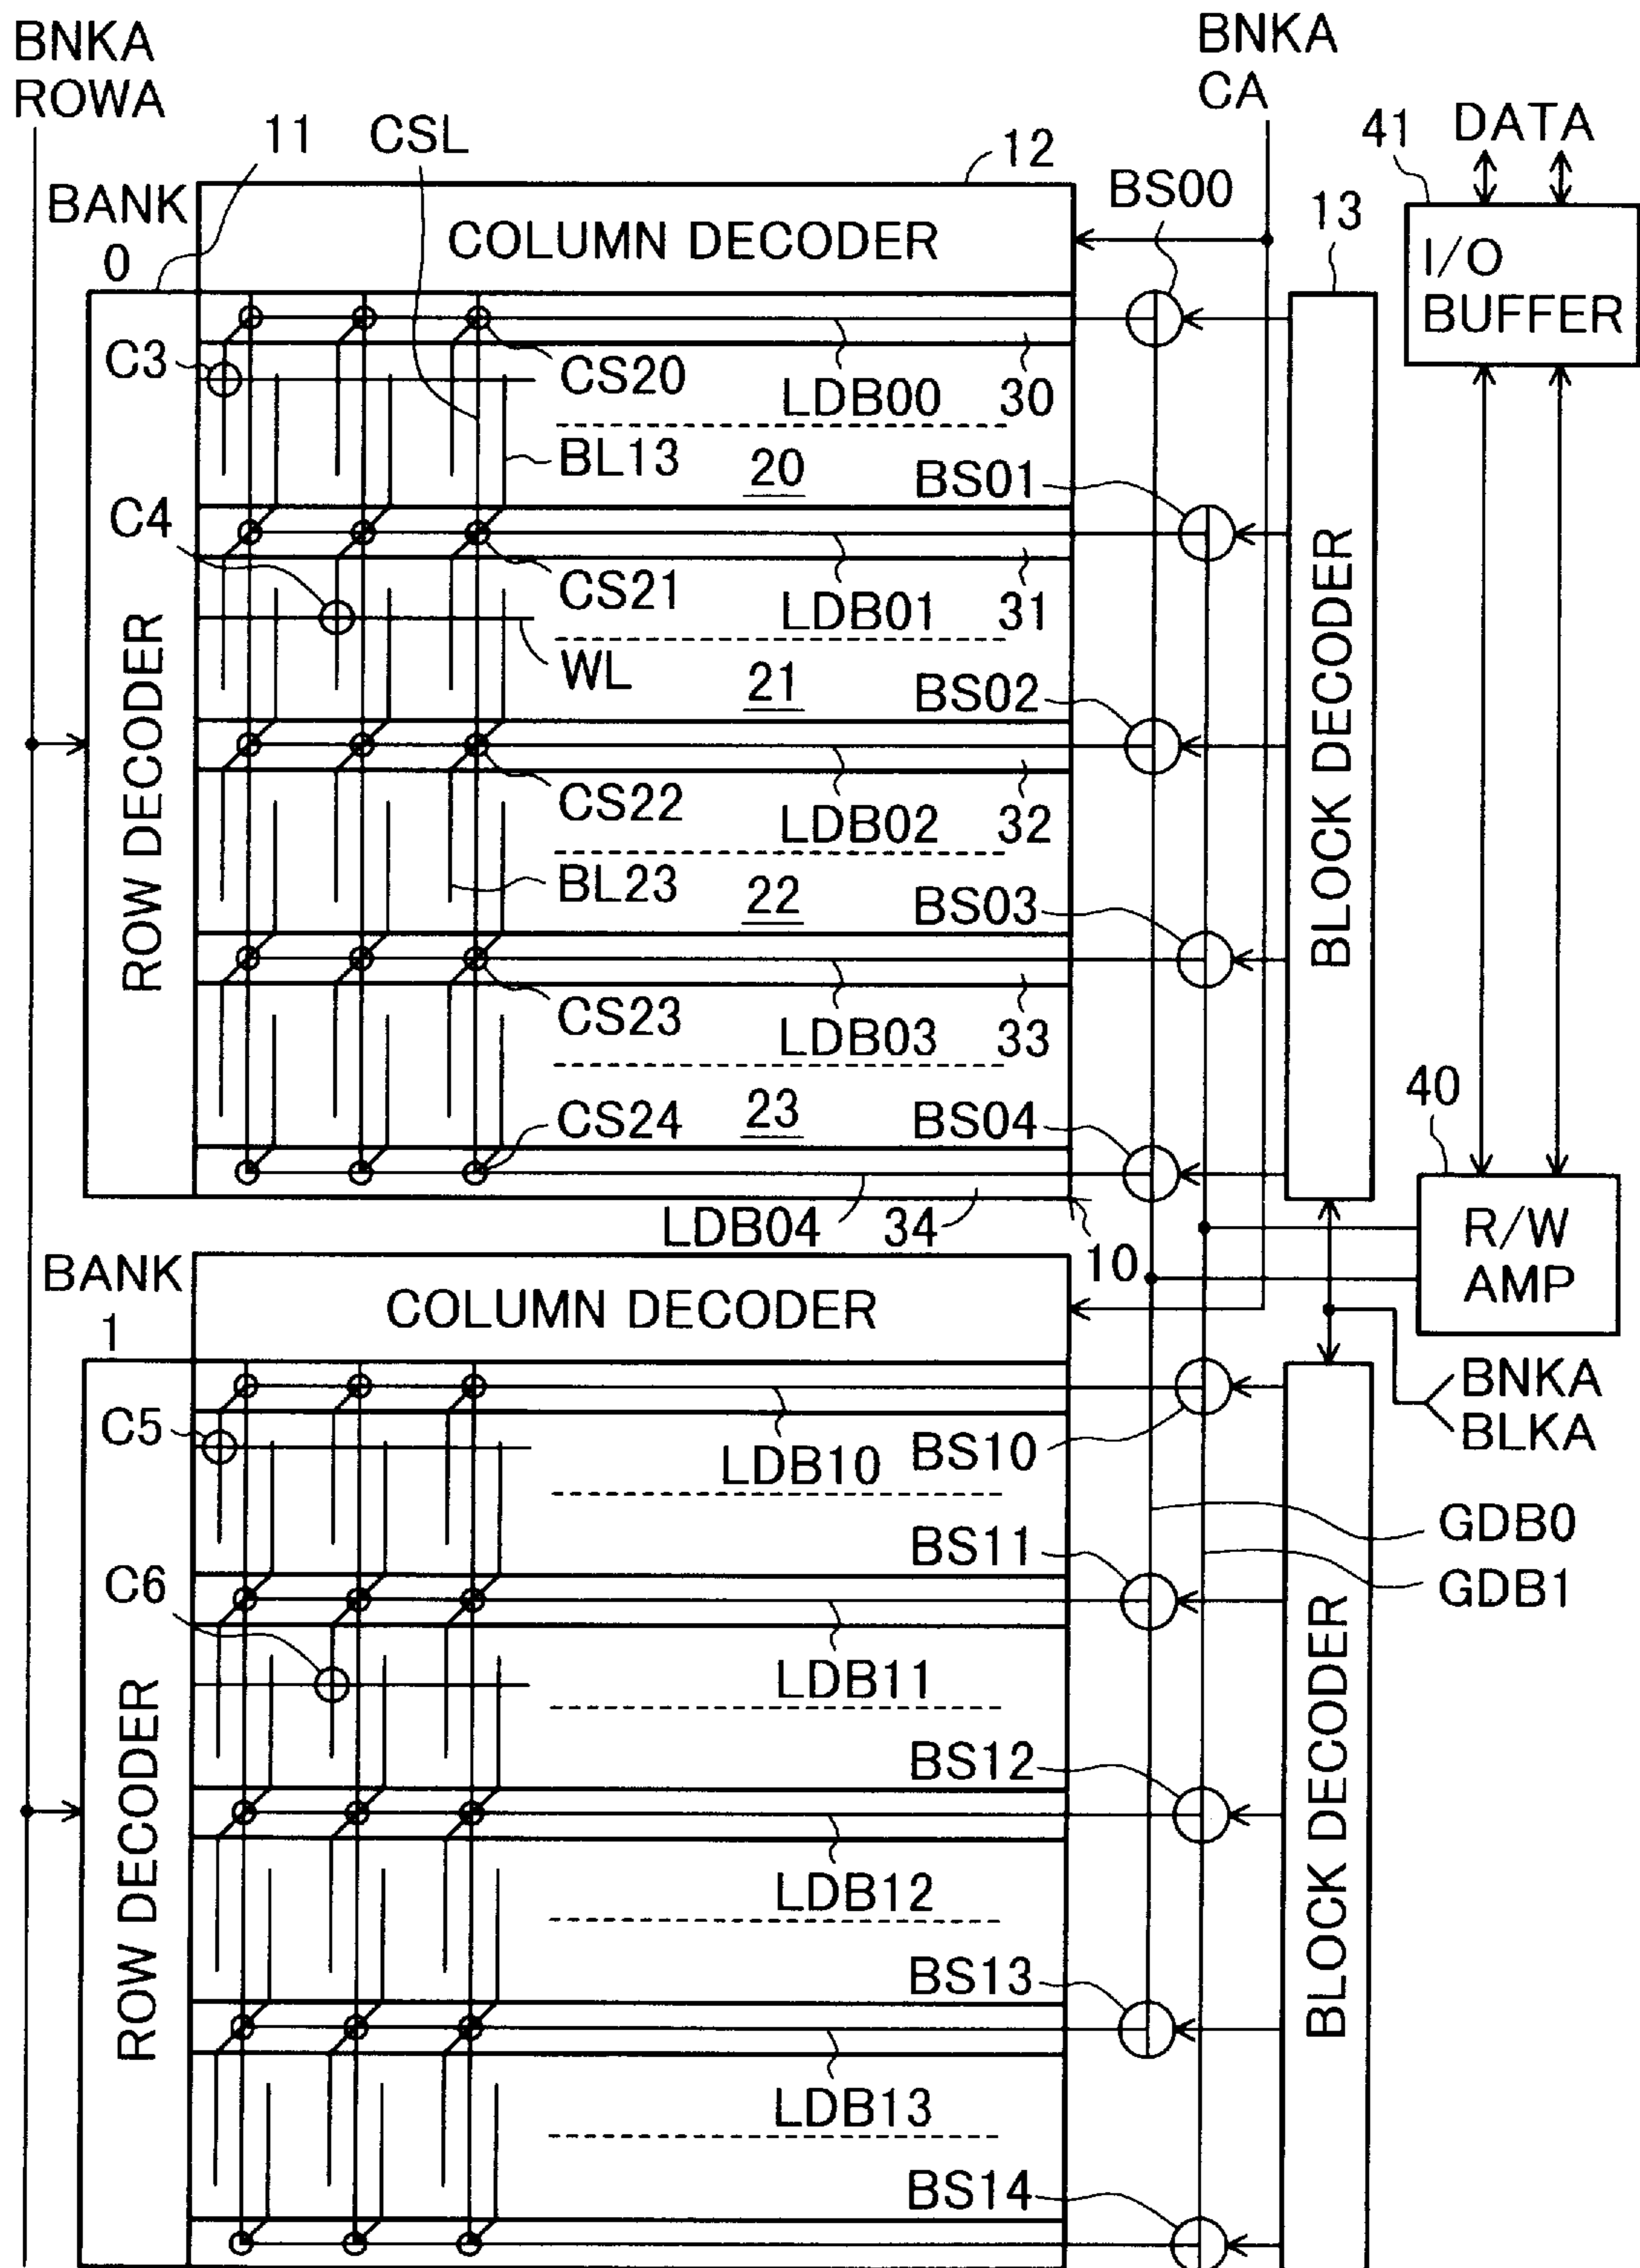 BNKA
ROWA
BNKA
CA
11
CSL
12
BS00
41
DATA
13
BANK
0
COLUMN DECODER
I/O
BUFFER
C3
CS20
LDB00
30
BL13
20
BS01
C4
CS21
LDB01
31
WL
21
BS02
ROW DECODER
BLOCK DECODER
CS22
LDB02
32
BL23
22
BS03
CS23
LDB03
33
40
CS24
23
BS04
LDB04
34
R/W
AMP
BANK
1
10
COLUMN DECODER
BNKA
BLKA
C5
LDB10
BS10
GDB0
BS11
C6
GDB1
LDB11
BS12
ROW DECODER
BLOCK DECODER
LDB12
BS13
LDB13
BS14